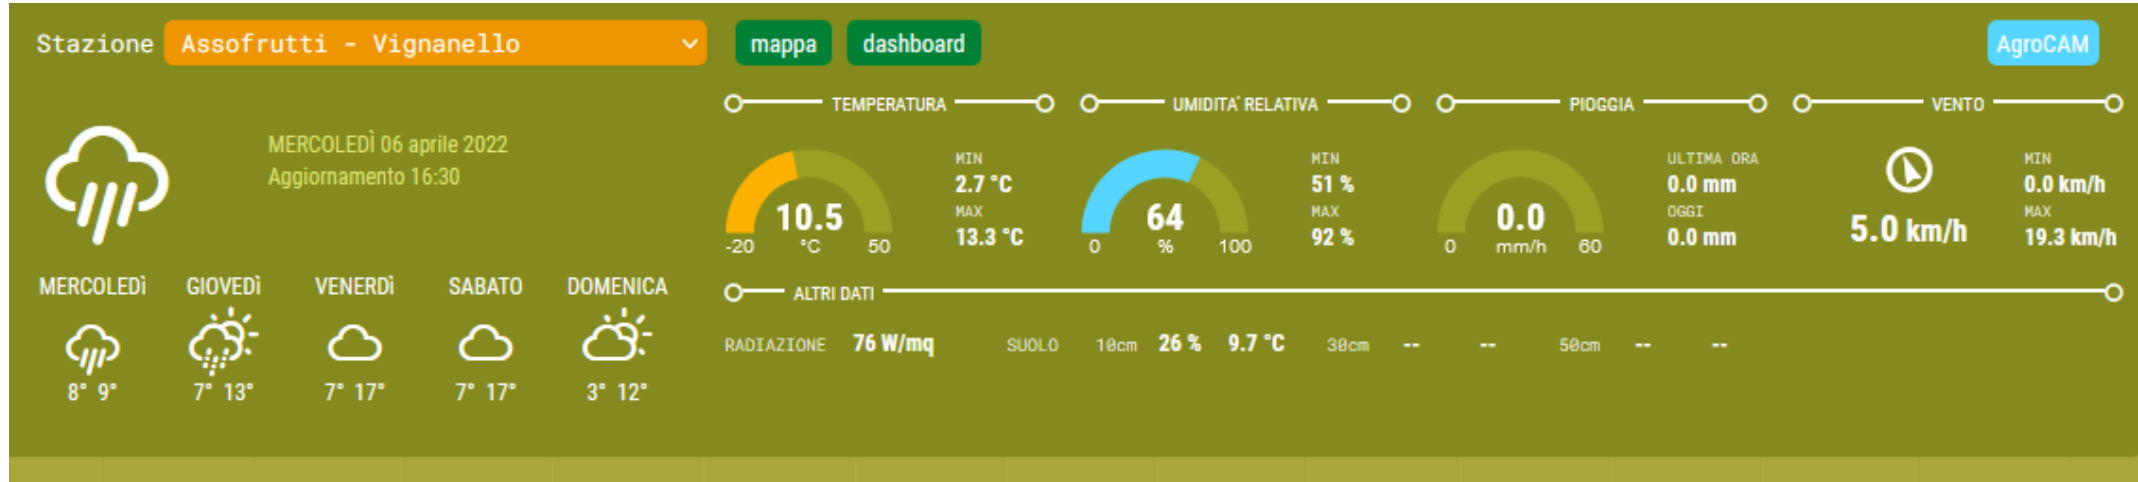 Stazione Assofrutti - Vignanello mappa dashboard AgroCAM
MERCOLEDÌ 06 aprile 2022
Aggiornamento 16:30
MERCOLEDÌ GIOVEDÌ VENERDÌ SABATO DOMENICA
8° 9° 7° 13° 7° 17° 7° 17° 3° 12°
TEMPERATURA
10.5
°C
-20 50
MIN
2.7 °C
MAX
13.3 °C
UMIDITA' RELATIVA
64
%
0 100
MIN
51 %
MAX
92 %
PIOGGIA
0.0
mm/h
0 60
ULTIMA ORA
0.0 mm
OGGI
0.0 mm
VENTO
5.0 km/h
MIN
0.0 km/h
MAX
19.3 km/h
ALTRI DATI
RADIAZIONE 76 W/mq SUOLO 10cm 26 % 9.7 °C 30cm -- -- 50cm -- --